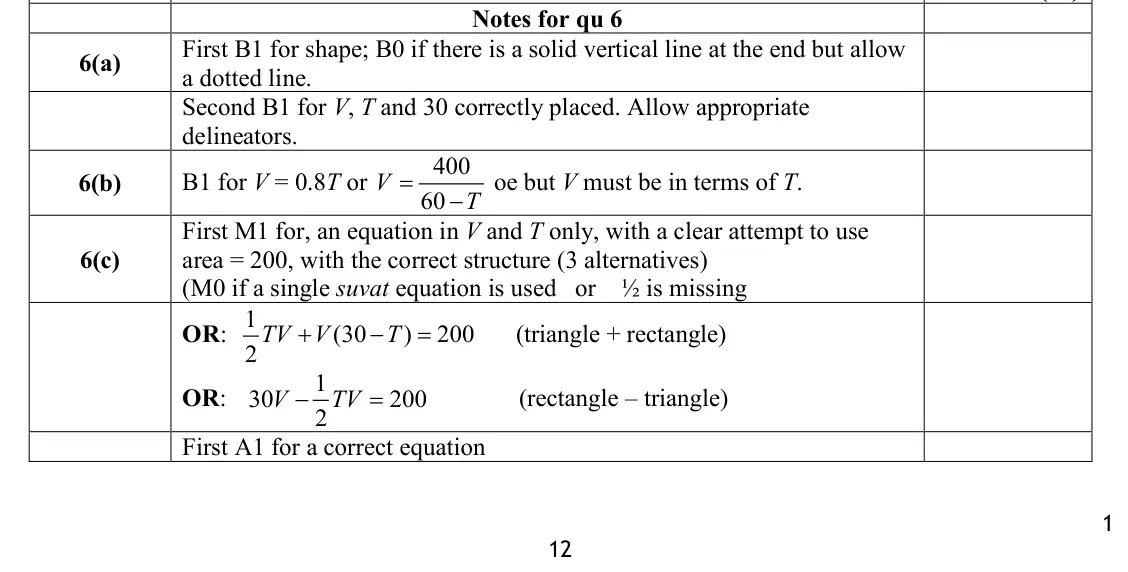 Notes for qu 6
6(a)
First B1 for shape; B0 if there is a solid vertical line at the end but allow
a dotted line.
Second B1 for V, T and 30 correctly placed. Allow appropriate
delineators.
6(b)
B1 for V = 0.8T or V = 400/(60 − T) oe but V must be in terms of T.
6(c)
First M1 for, an equation in V and T only, with a clear attempt to use
area = 200, with the correct structure (3 alternatives)
(M0 if a single suvat equation is used or ½ is missing
OR: 1/2 TV + V(30 − T) = 200 (triangle + rectangle)
OR: 30V − 1/2 TV = 200 (rectangle – triangle)
First A1 for a correct equation
1
12